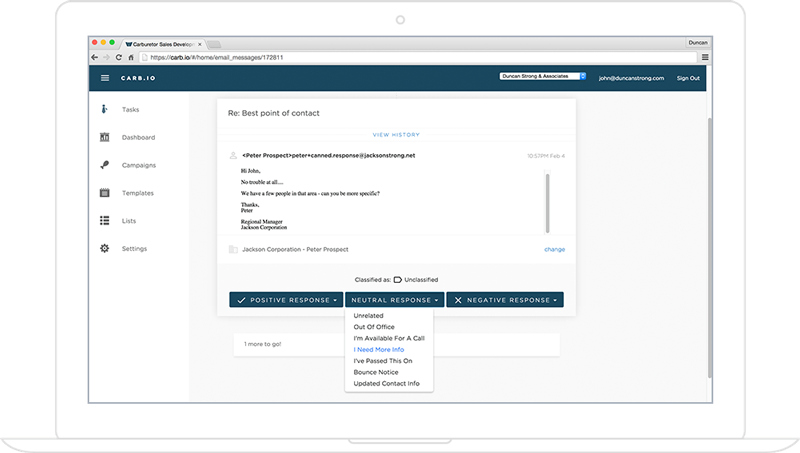 Carburetor Sales Develop
Duncan
https://carb.io/#/home/email_messages/172811
CARB.IO
Duncan Strong & Associates
john@duncanstrong.com
Sign Out
Tasks
Dashboard
Campaigns
Templates
Lists
Settings
Re: Best point of contact
VIEW HISTORY
<Peter Prospect>peter+canned.response@jacksonstrong.net
10:57PM Feb 4
Hi John,
No trouble at all....
We have a few people in that area - can you be more specific?
Thanks,
Peter
Regional Manager
Jackson Corporation
Jackson Corporation - Peter Prospect
change
Classified as: Unclassified
POSITIVE RESPONSE
NEUTRAL RESPONSE
NEGATIVE RESPONSE
Unrelated
Out Of Office
I'm Available For A Call
I Need More Info
I've Passed This On
Bounce Notice
Updated Contact Info
1 more to go!